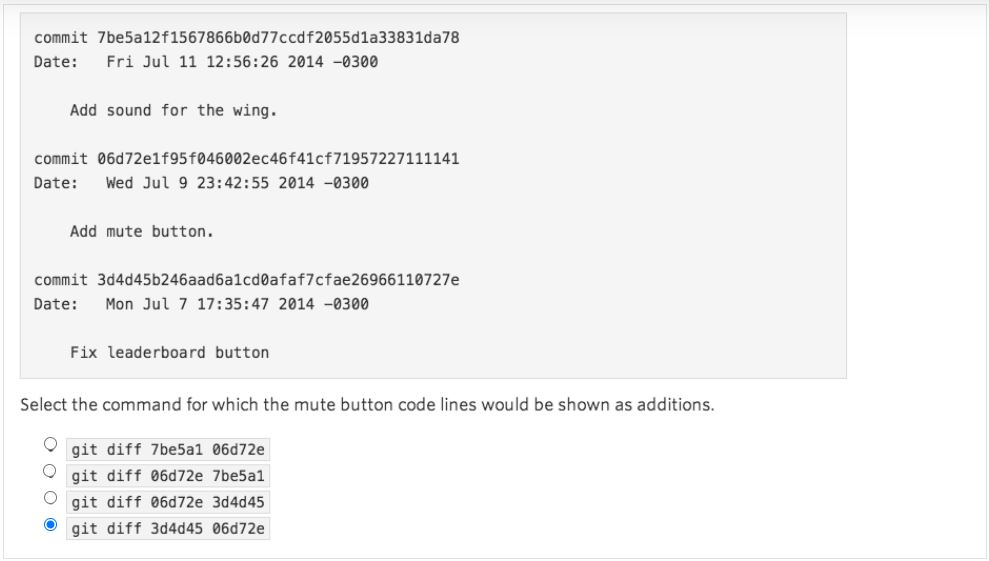 commit 7be5a12f1567866b0d77ccdf2055d1a33831da78
Date:   Fri Jul 11 12:56:26 2014 -0300
Add sound for the wing.
commit 06d72e1f95f046002ec46f41cf71957227111141
Date:   Wed Jul 9 23:42:55 2014 -0300
Add mute button.
commit 3d4d45b246aad6a1cd0afaf7cfae26966110727e
Date:   Mon Jul 7 17:35:47 2014 -0300
Fix leaderboard button
Select the command for which the mute button code lines would be shown as additions.
git diff 7be5a1 06d72e
git diff 06d72e 7be5a1
git diff 06d72e 3d4d45
git diff 3d4d45 06d72e